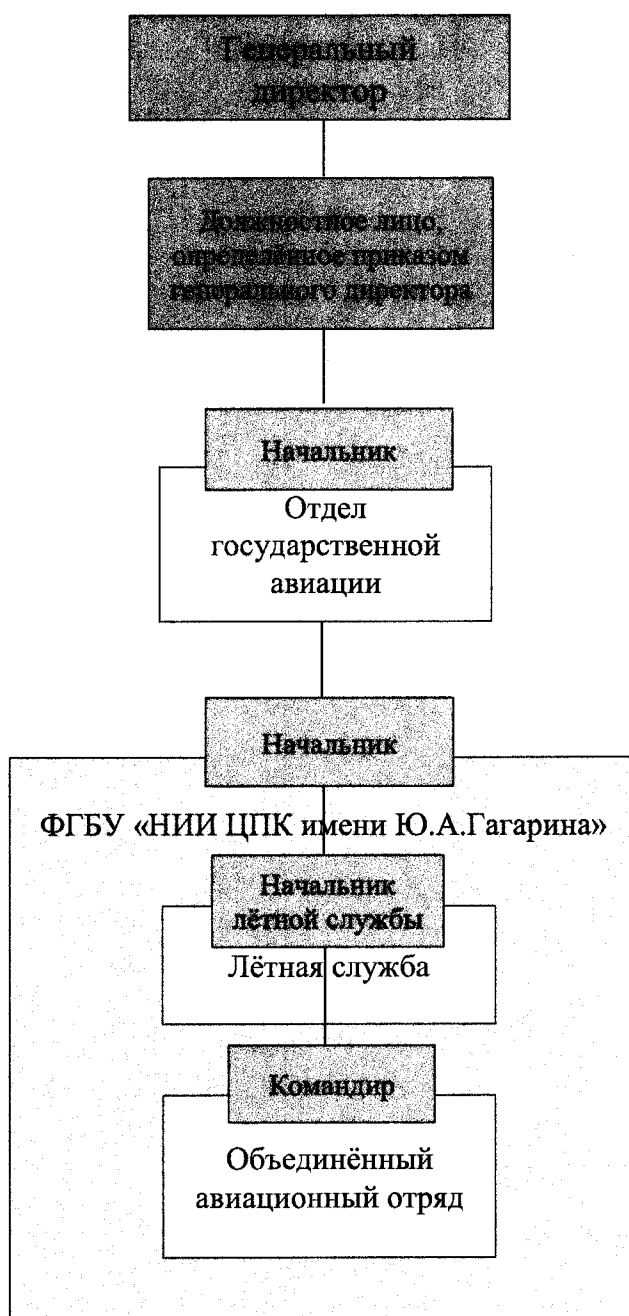 Генеральный
директор
Должностное лицо,
определённое приказом
генерального директора
Начальник
Отдел
государственной
авиации
Начальник
ФГБУ «НИИ ЦПК имени Ю.А.Гагарина»
Начальник
лётной службы
Лётная служба
Командир
Объединённый
авиационный отряд